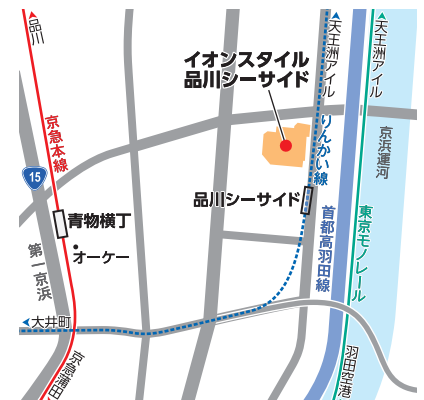 品川
天王洲アイル
天王洲アイル
イオンスタイル
品川シーサイド
京急本線
りんかい線
京浜運河
15
品川シーサイド
青物横丁
オーケー
第一京浜
首都高羽田線
東京モノレール
大井町
京急蒲田
羽田空港